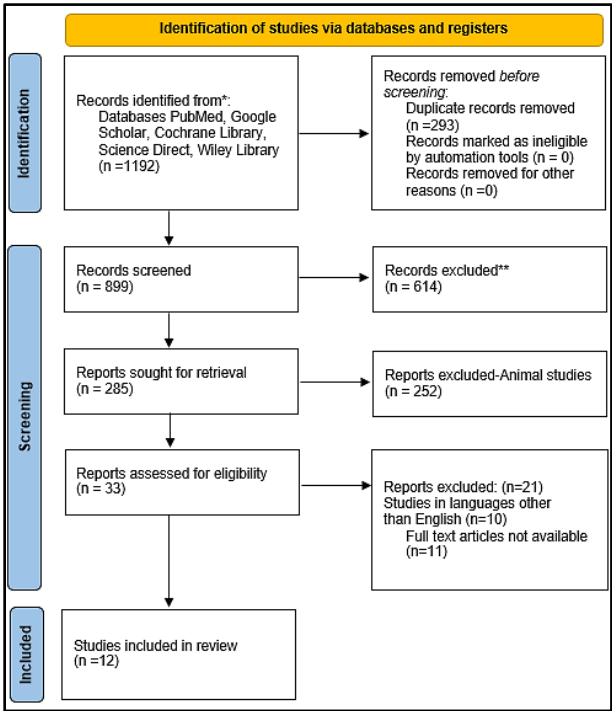 Identification of studies via databases and registers
Identification
Records identified from*:
Databases PubMed, Google
Scholar, Cochrane Library,
Science Direct, Wiley Library
(n =1192)
Records removed before
screening:
Duplicate records removed
(n =293)
Records marked as ineligible
by automation tools (n = 0)
Records removed for other
reasons (n =0)
Screening
Records screened
(n = 899)
Records excluded**
(n = 614)
Reports sought for retrieval
(n = 285)
Reports excluded-Animal studies
(n = 252)
Reports assessed for eligibility
(n = 33)
Reports excluded: (n=21)
Studies in languages other
than English (n=10)
Full text articles not available
(n=11)
Included
Studies included in review
(n =12)